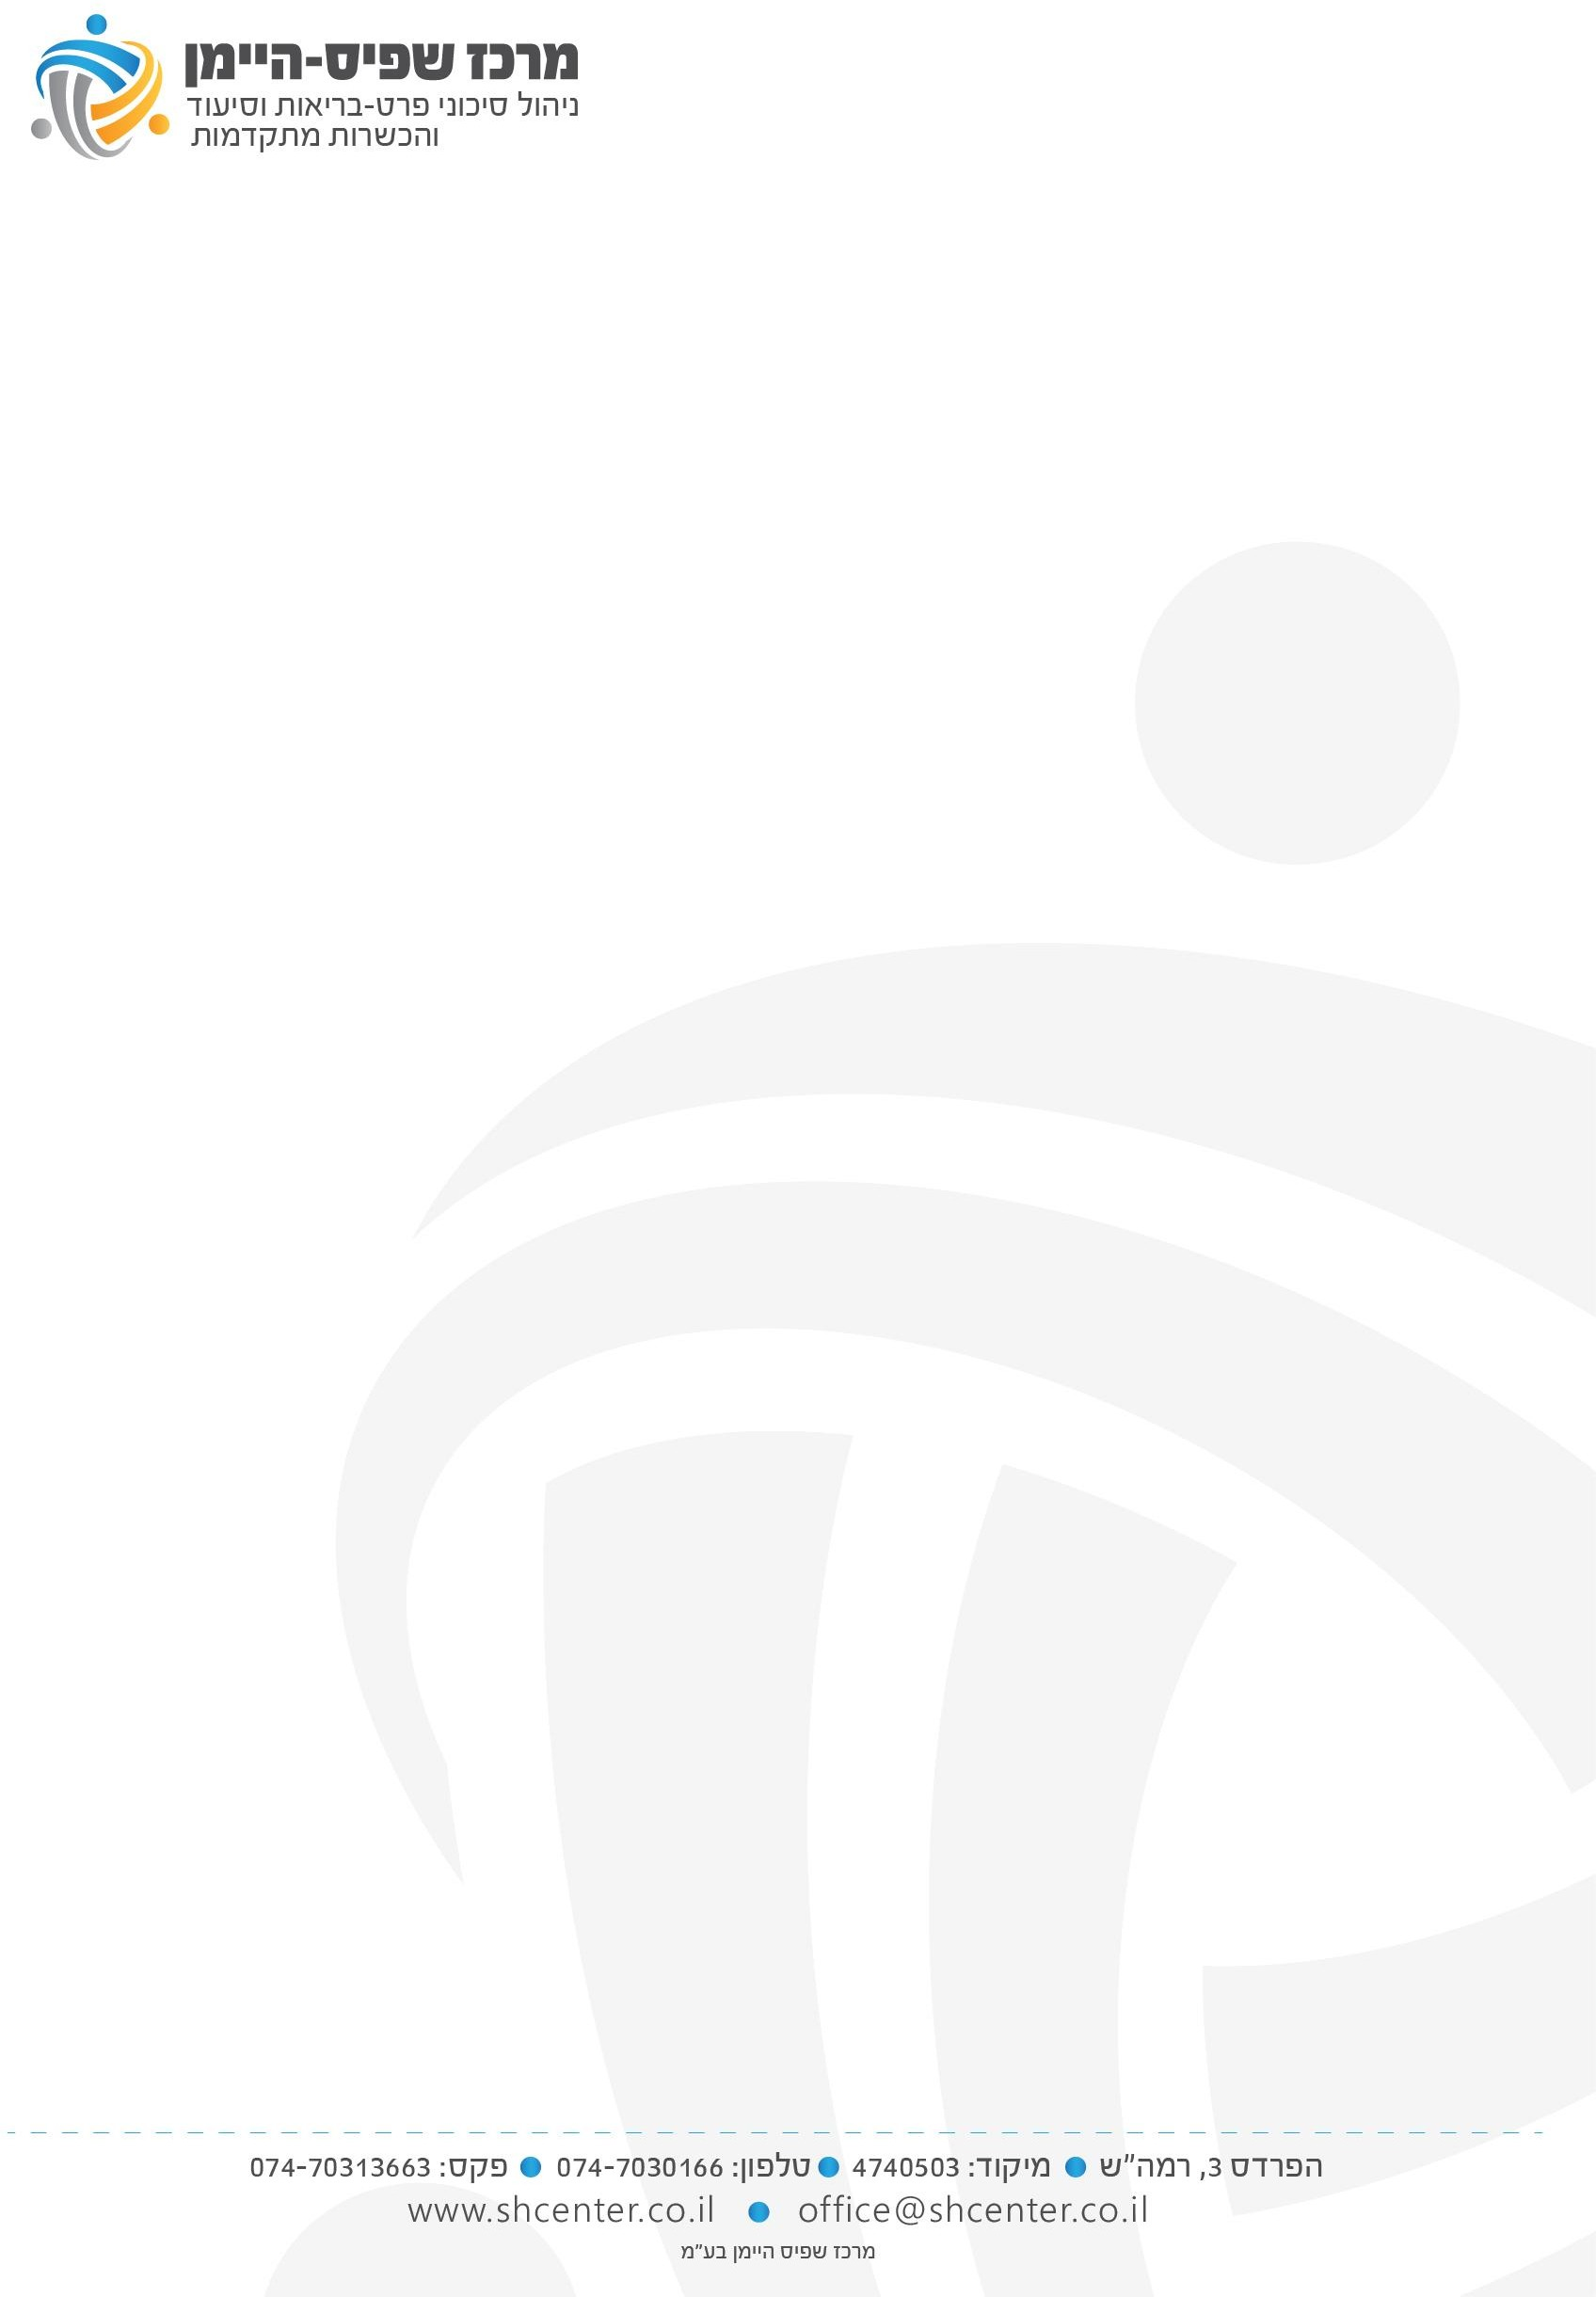 מרכז שפיס-היימן
ניהול סיכוני פרט-בריאות וסיעוד
והכשרות מתקדמות
הפרדס 3, רמה"ש • מיקוד: 4740503 • טלפון: 074-7030166 • פקס: 074-70313663
www.shcenter.co.il • office@shcenter.co.il
מרכז שפיס היימן בע"מ